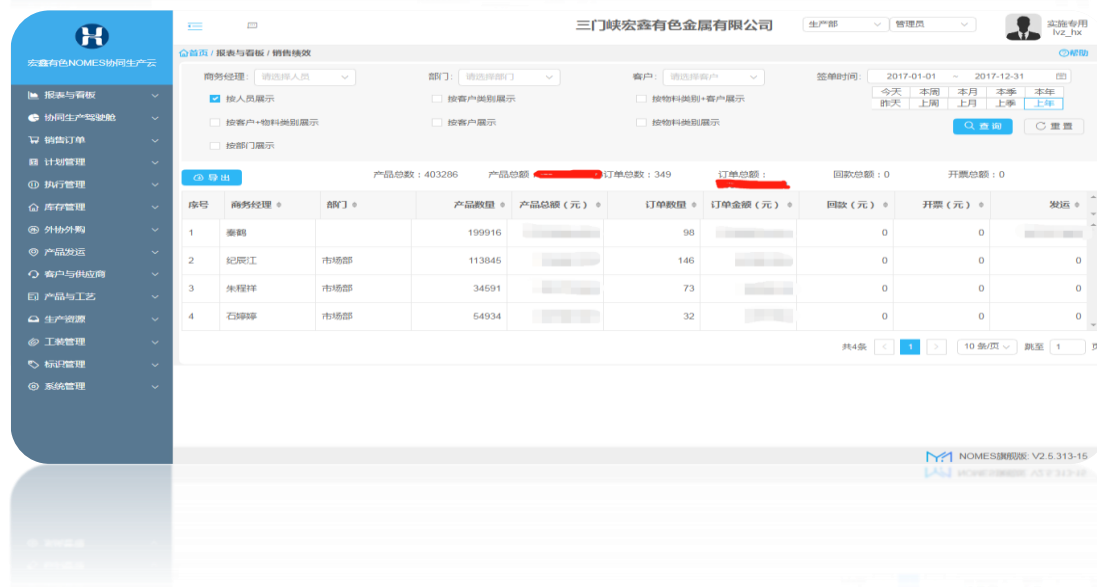 三门峡宏鑫有色金属有限公司
生产部 管理员
实施专用
lvz_hx
宏鑫有色NOMES协同生产云
首页 / 报表与看板 / 销售绩效
帮助
报表与看板
协同生产驾驶舱
销售订单
计划管理
执行管理
库存管理
外协外购
产品发运
客户与供应商
产品与工艺
生产资源
工装管理
标识管理
系统管理
商务经理: 请选择人员 部门: 请选择部门 客户: 请选择客户 签单时间: 2017-01-01 ~ 2017-12-31
按人员展示 按客户类别展示 按物料类别+客户展示
今天 本周 本月 本季 本年
昨天 上周 上月 上季 上年
按客户+物料类别展示 按客户展示 按物料类别展示
查询 重置
按部门展示
导出
产品总数：403286 产品总额 订单总数：349 订单总额： 回款总额：0 开票总额：0
序号 商务经理 部门 产品数量 产品总额（元） 订单数量 订单金额（元） 回款（元） 开票（元） 发运
1 秦鹤 199916 98 0 0
2 纪辰江 市场部 113845 146 0 0 0
3 朱程祥 市场部 34591 73 0 0 0
4 石婷婷 市场部 54934 32 0 0 0
共4条 < 1 > 10 条/页 跳至 1 页
NOMES旗舰版: V2.5.313-15